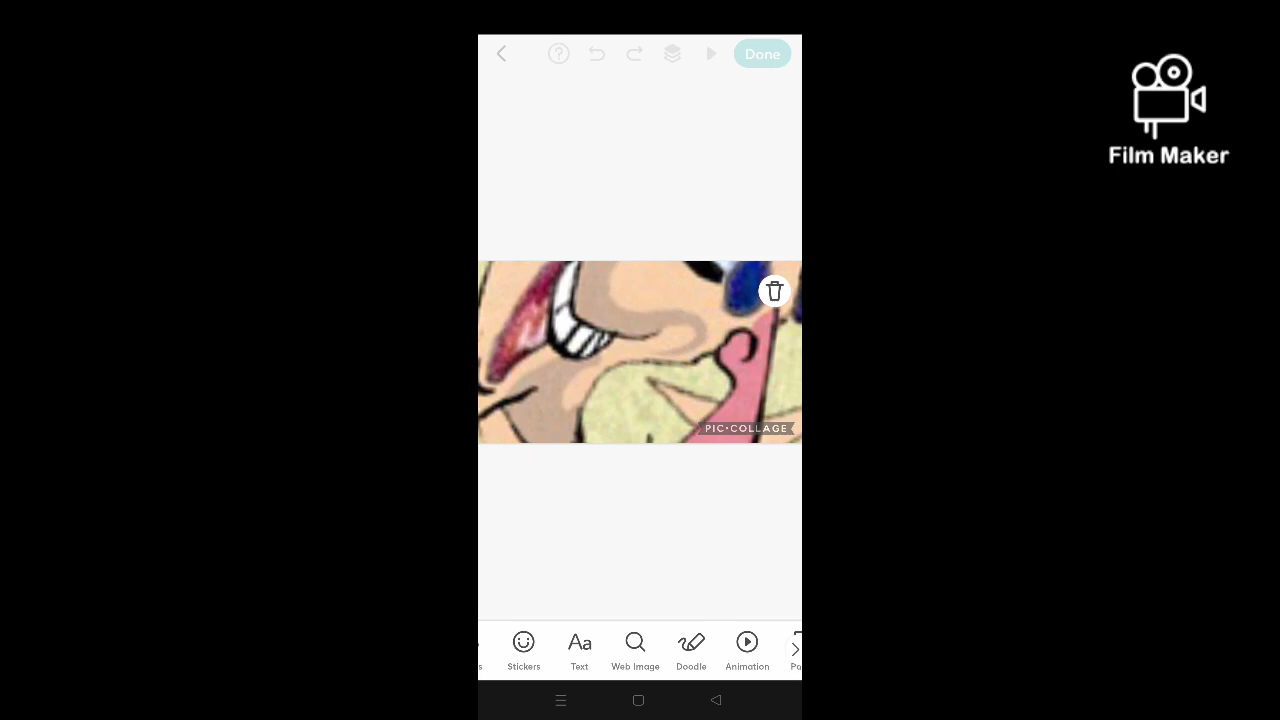 Done
Film Maker
PIC•COLLAGE
Stickers
Text
Web Image
Doodle
Animation